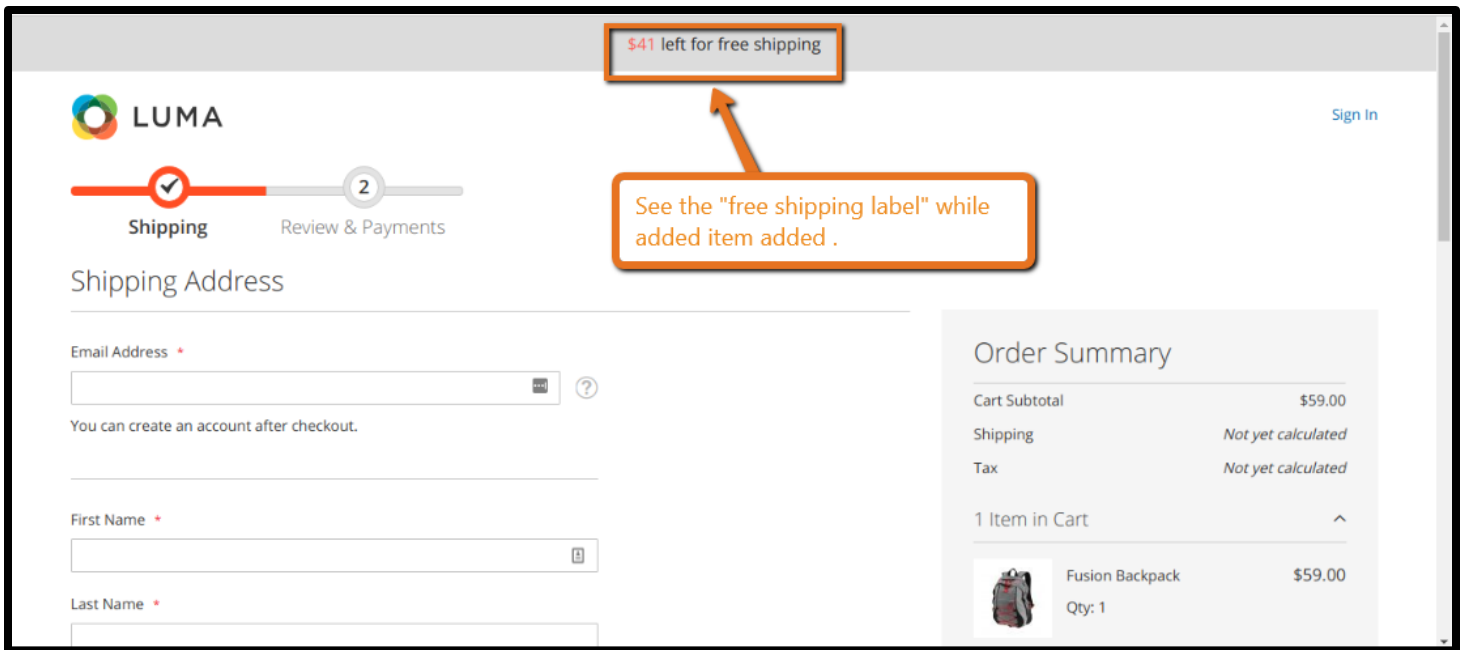 $41 left for free shipping
LUMA
Sign In
2
Shipping
Review & Payments
See the "free shipping label" while
added item added .
Shipping Address
Email Address *
?
You can create an account after checkout.
First Name *
Last Name *
Order Summary
Cart Subtotal $59.00
Shipping Not yet calculated
Tax Not yet calculated
1 Item in Cart
Fusion Backpack $59.00
Qty: 1